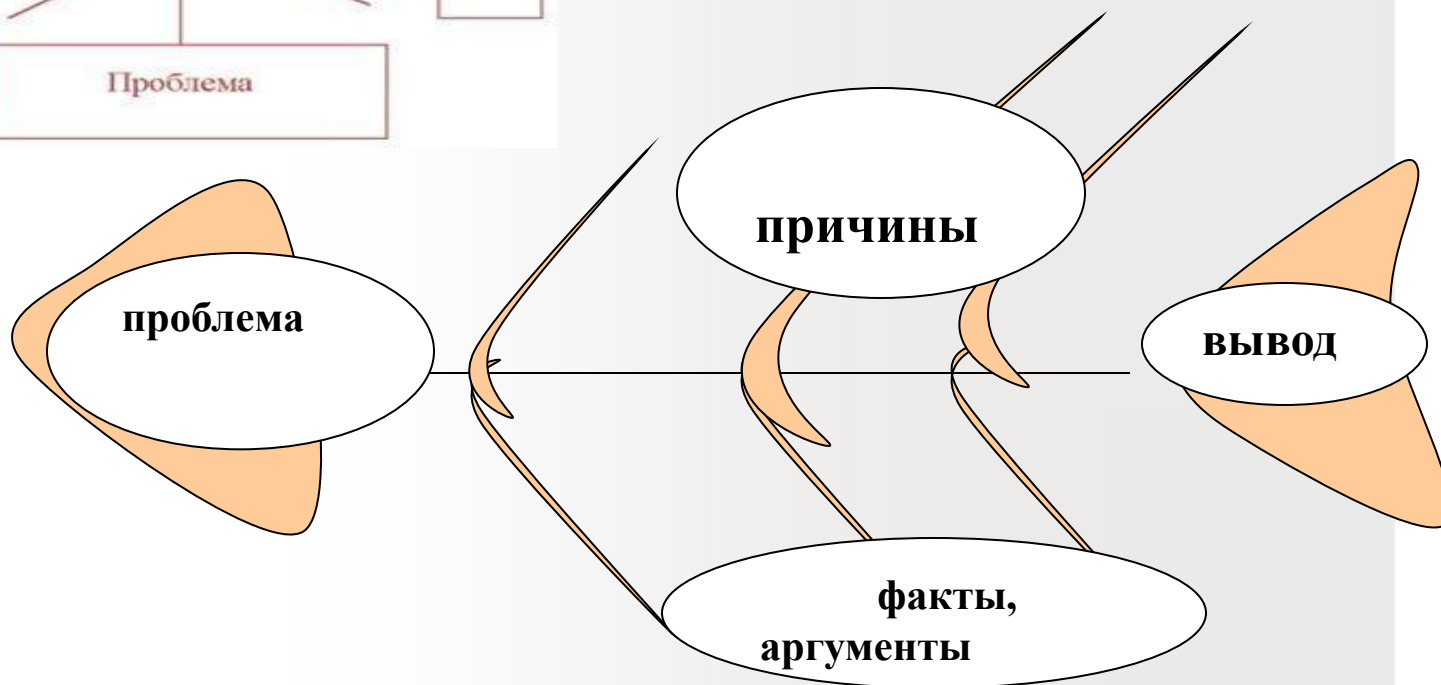 Проблема
причины
проблема
вывод
факты,
аргументы